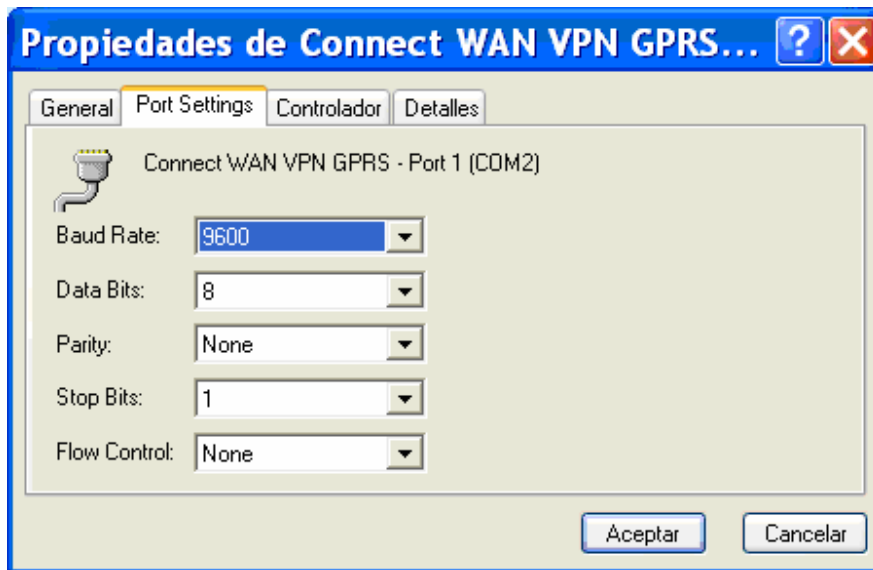 Propiedades de Connect WAN VPN GPRS... ?
General Port Settings Controlador Detalles
Connect WAN VPN GPRS - Port 1 (COM2)
Baud Rate: 9600
Data Bits: 8
Parity: None
Stop Bits: 1
Flow Control: None
Aceptar Cancelar